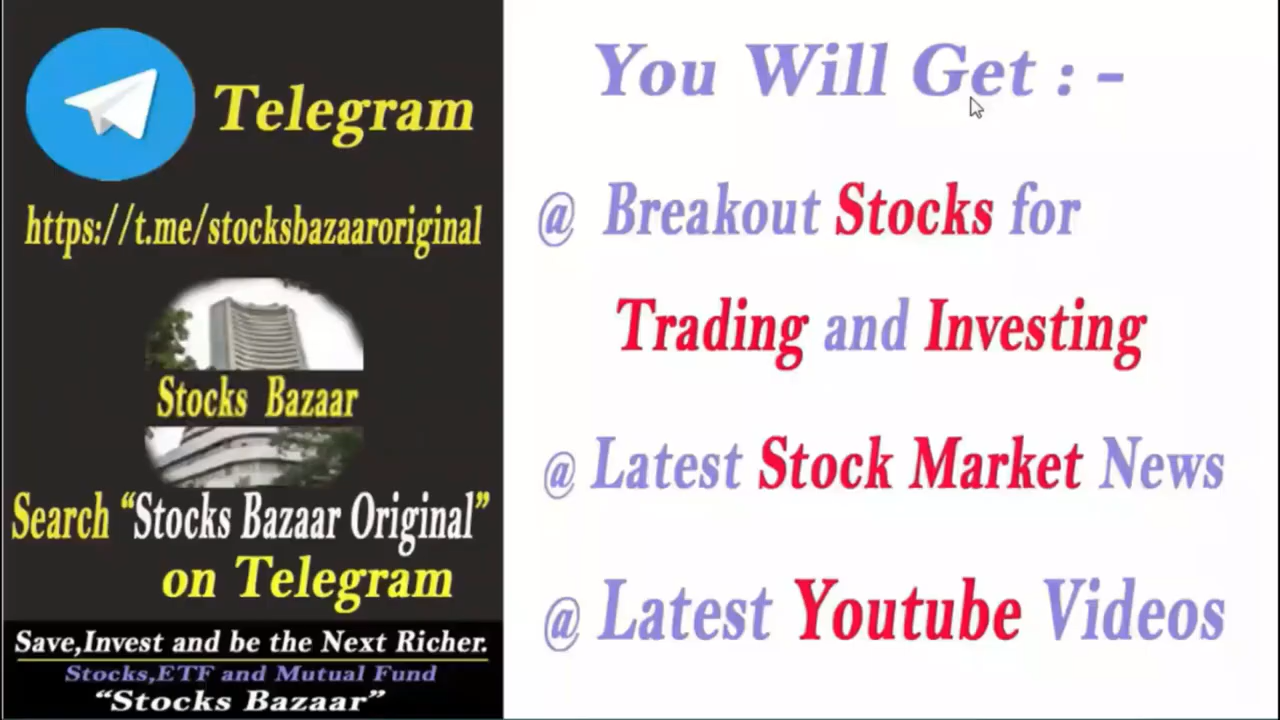 Telegram
https://t.me/stocksbazaaroriginal
Stocks Bazaar
Search “Stocks Bazaar Original”
on Telegram
Save,Invest and be the Next Richer.
Stocks,ETF and Mutual Fund
“Stocks Bazaar”
You Will Get : -
@ Breakout Stocks for
Trading and Investing
@ Latest Stock Market News
@ Latest Youtube Videos